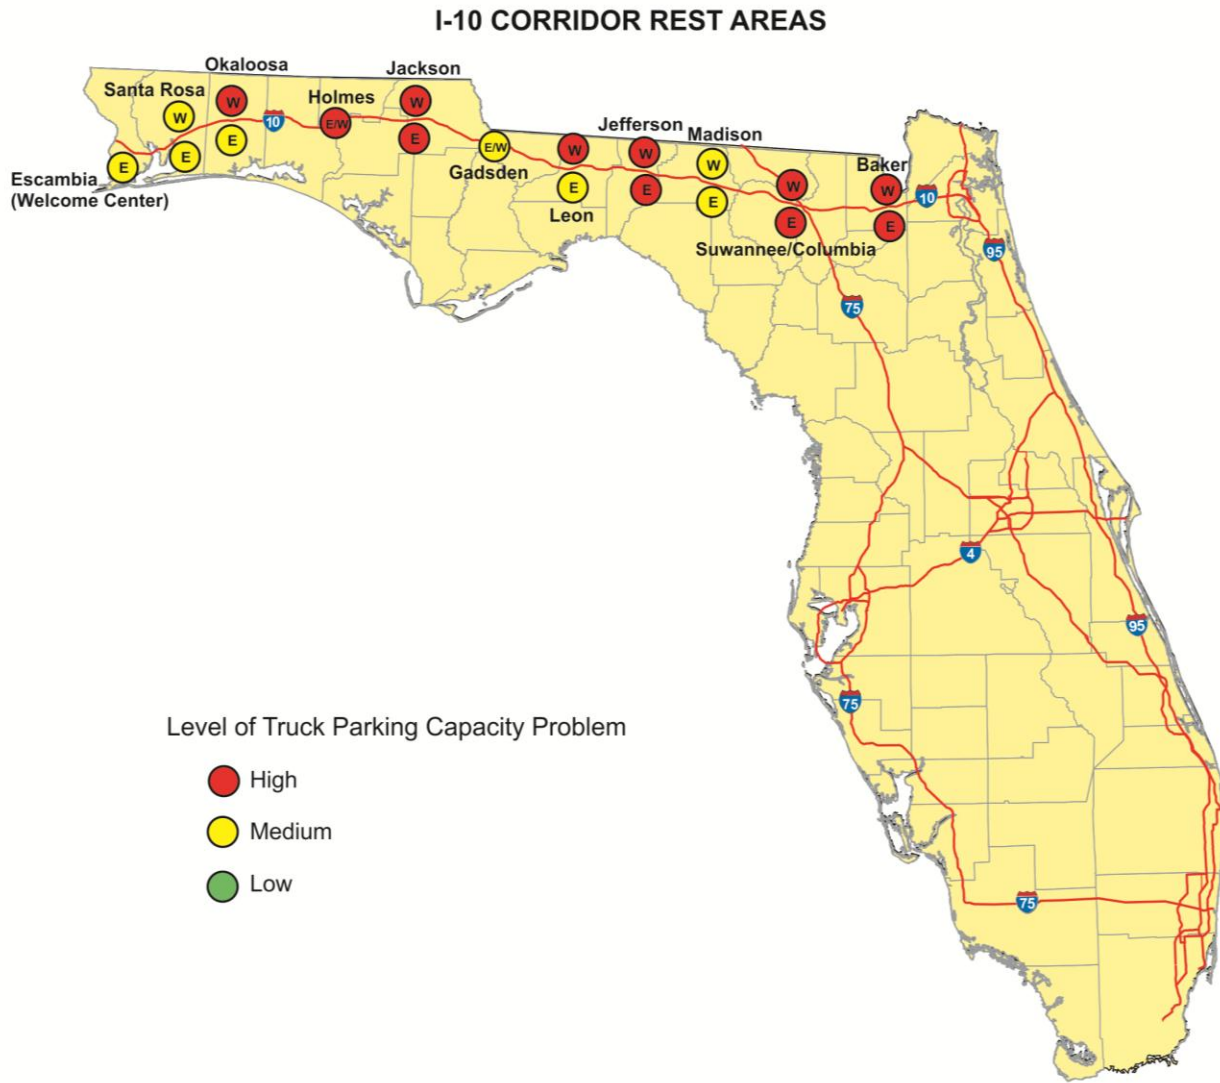 I-10 CORRIDOR REST AREAS
Okaloosa
Jackson
Santa Rosa
W
W
Holmes
W
E/W
10
E
E
E
E
Escambia
(Welcome Center)
E/W
Gadsden
W
Jefferson
W
Madison
W
E
Leon
E
E
W
Baker
W
10
E
E
Suwannee/Columbia
95
75
4
95
75
75
Level of Truck Parking Capacity Problem
High
Medium
Low